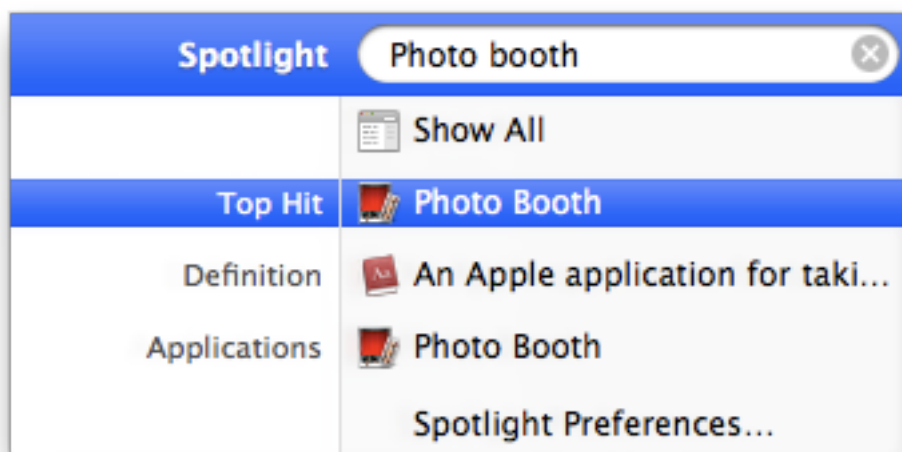 Spotlight Photo booth
Show All
Top Hit Photo Booth
Definition An Apple application for taki...
Applications Photo Booth
Spotlight Preferences...